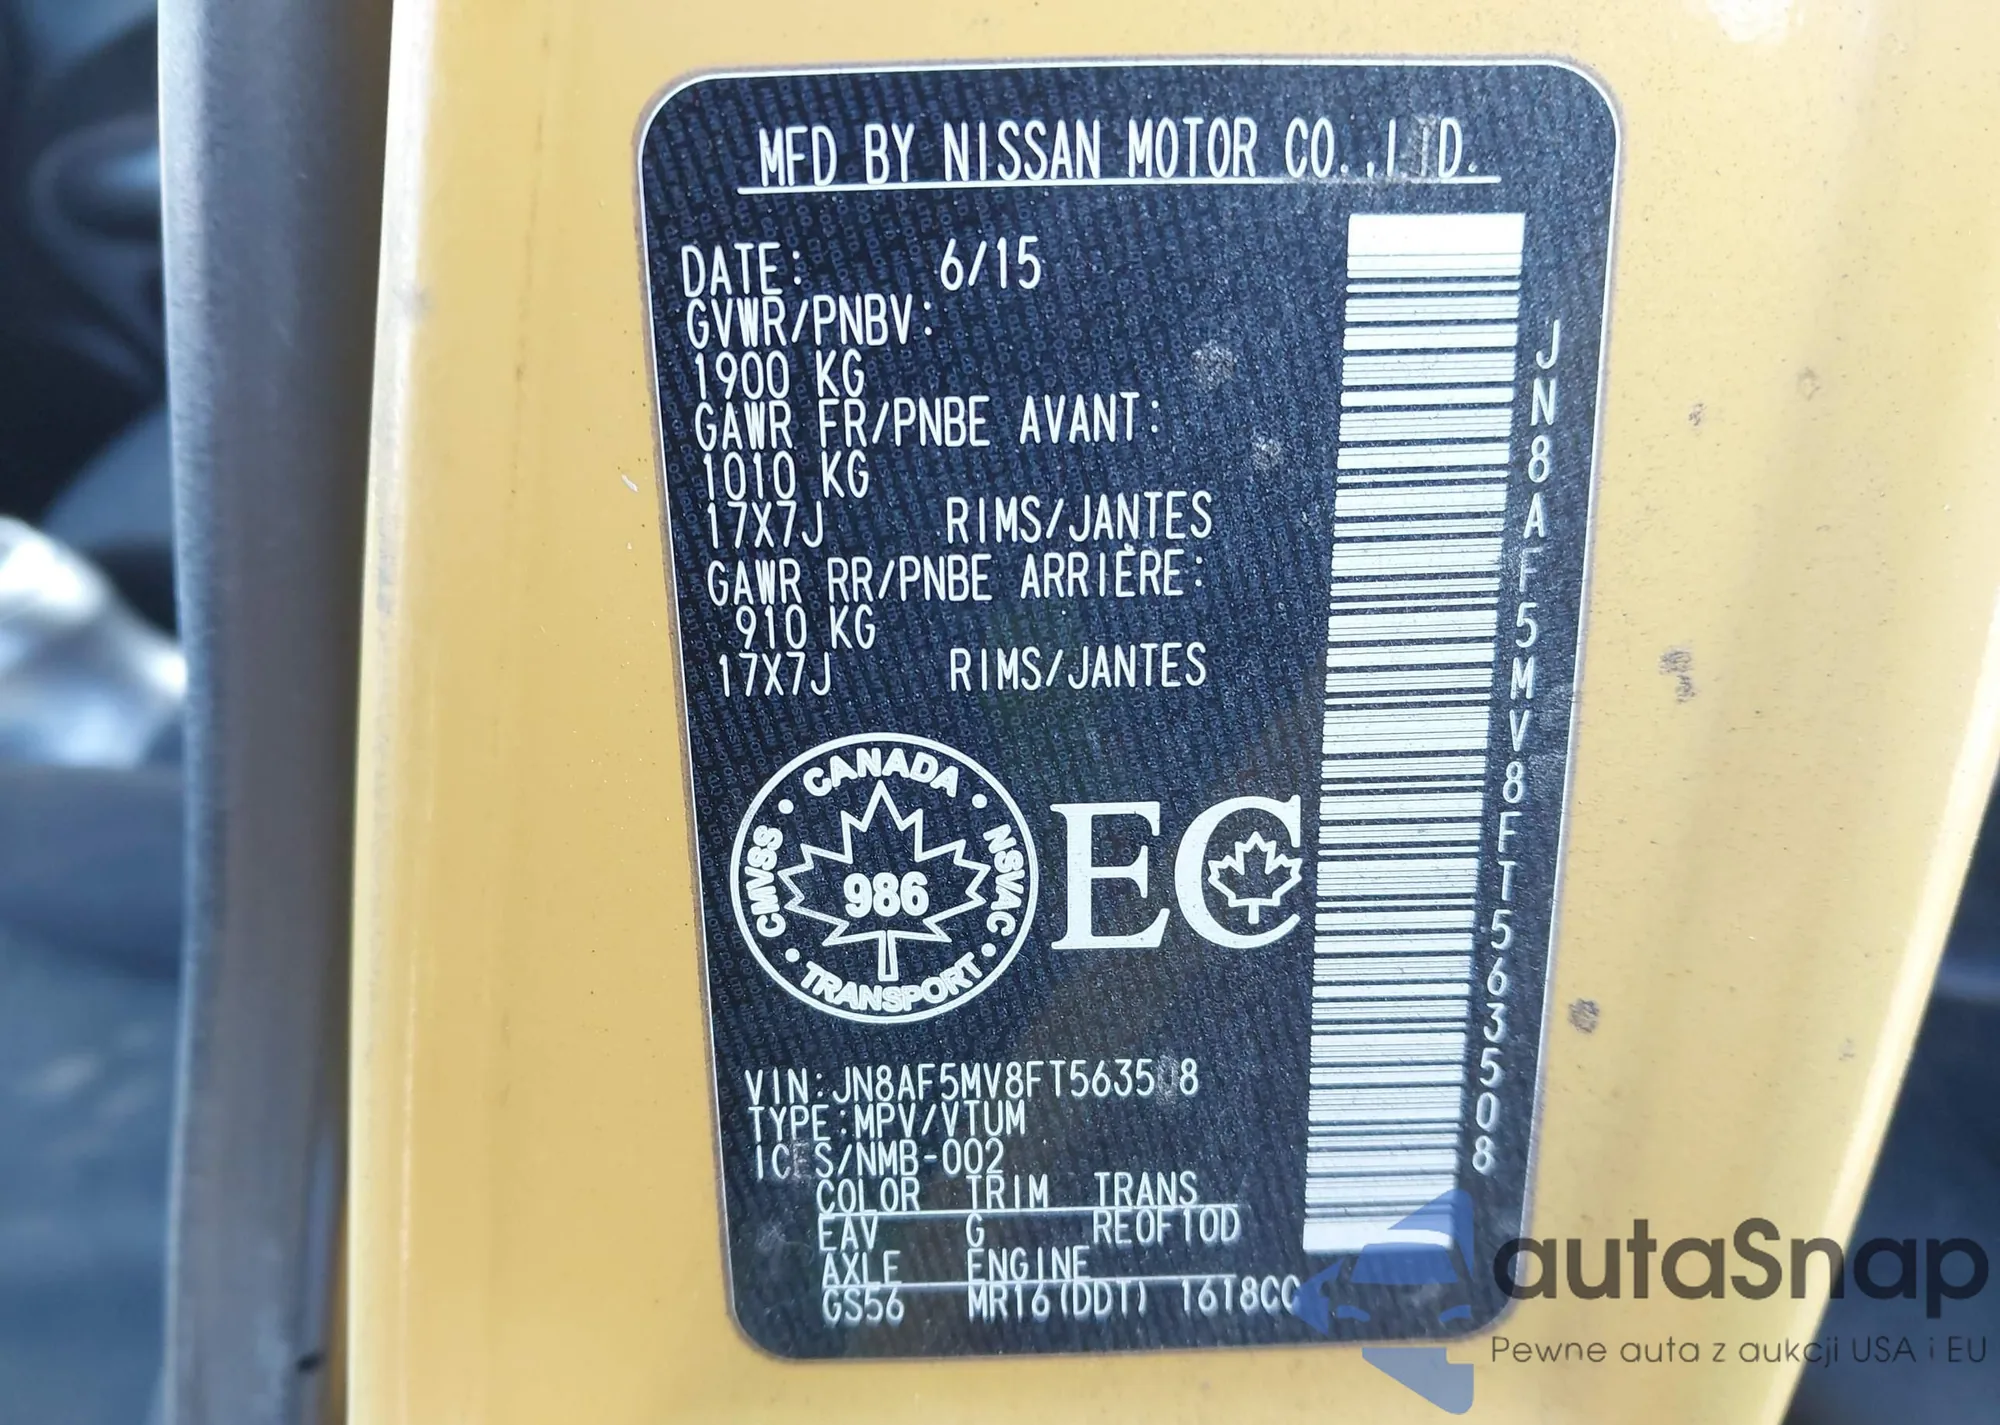 MFD BY NISSAN MOTOR CO.,LTD.
DATE: 6/15
GVWR/PNBV:
1900 KG
GAWR FR/PNBE AVANT:
1010 KG
17X7J RIMS/JANTES
GAWR RR/PNBE ARRIÈRE:
910 KG
17X7J RIMS/JANTES
CANADA
CMVSS
NSVAC
986
TRANSPORT
EC
VIN:JN8AF5MV8FT563508
TYPE:MPV/VTUM
ICES/NMB-002
COLOR TRIM TRANS
EAV G RE0F10D
AXLE ENGINE
GS56 MR16(DDT) 1618CC
JN8AF5MV8FT563508
autaSnap
Pewne auta z aukcji USA i EU